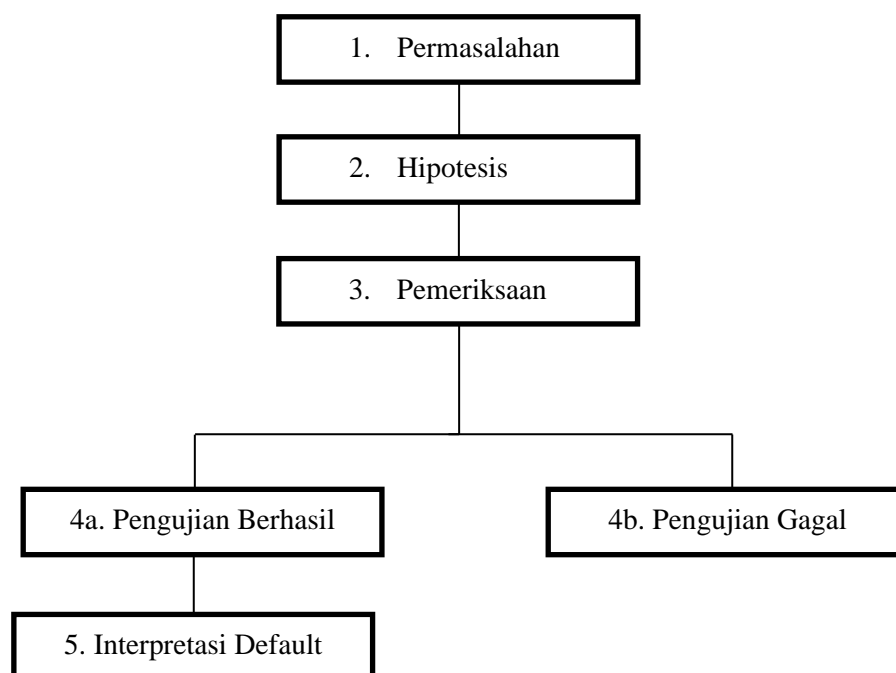 1. Permasalahan
2. Hipotesis
3. Pemeriksaan
4a. Pengujian Berhasil
4b. Pengujian Gagal
5. Interpretasi Default